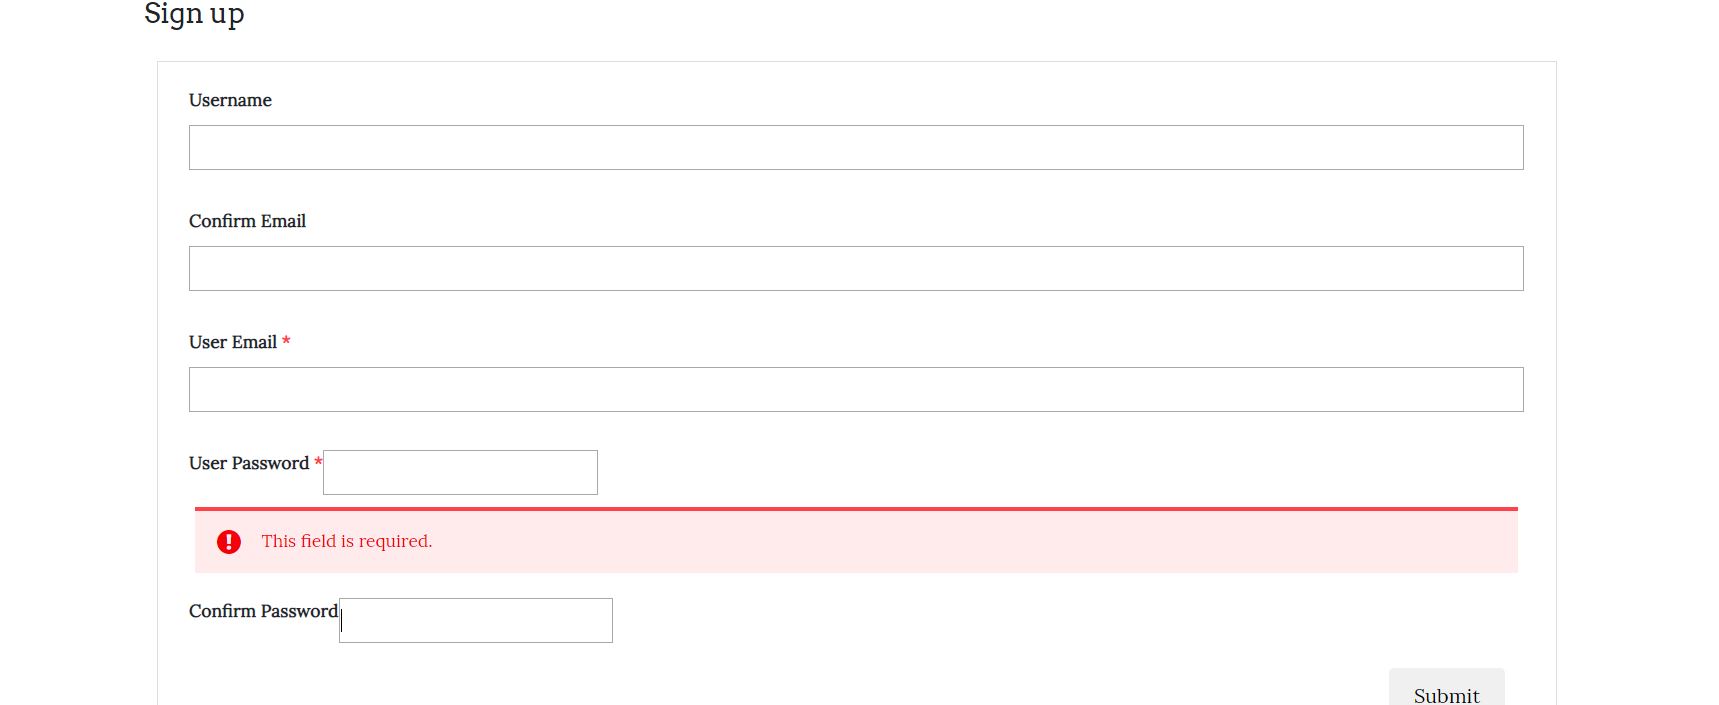 Sign up
Username
Confirm Email
User Email *
User Password *
This field is required.
Confirm Password
Submit